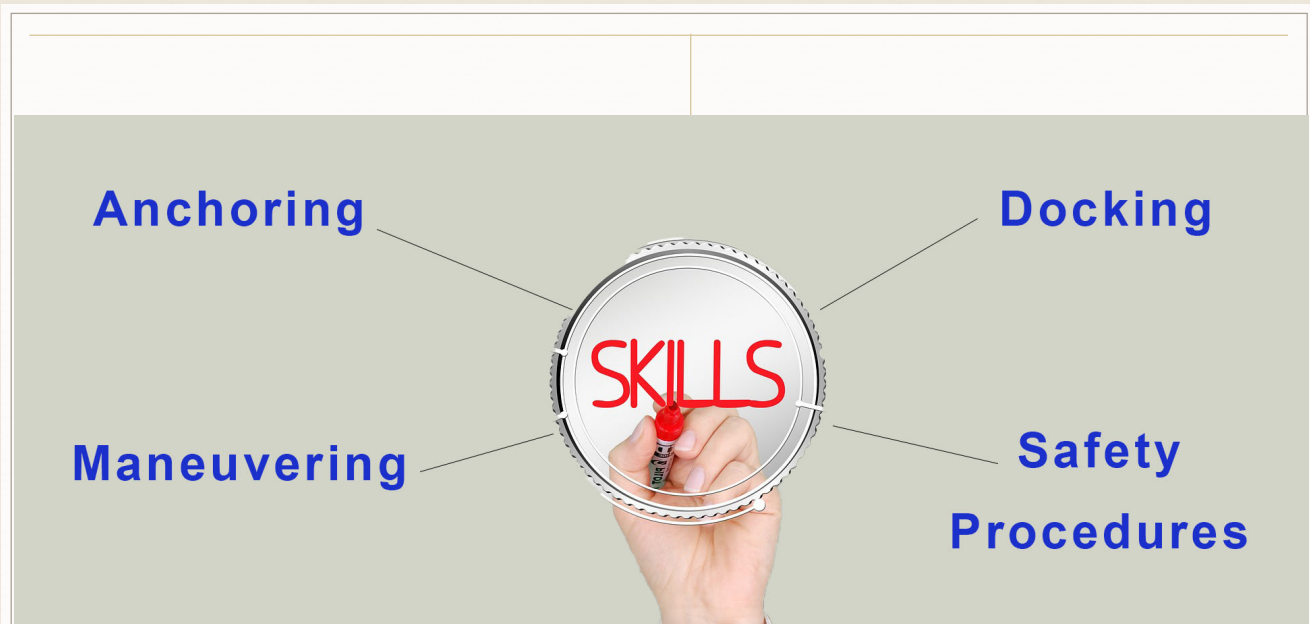 Anchoring
Docking
SKILLS
Maneuvering
Safety
Procedures